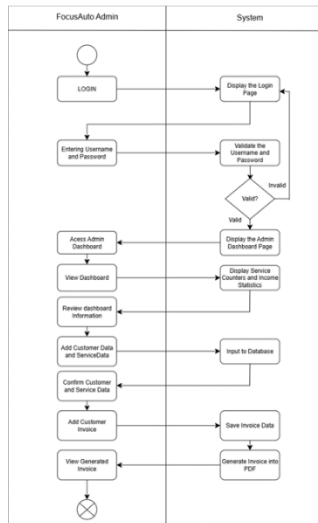 FocusAuto Admin
System
LOGIN
Display the Login
Page
Entering Username
and Password
Validate the
Username and
Password
Invalid
Valid?
Valid
Acess Admin
Dashboard
Display the Admin
Dashboard Page
View Dashboard
Display Service
Counters and Income
Statistics
Review dashboard
Information
Add Customer Data
and ServiceData
Input to Database
Confirm Customer
and Service Data
Add Customer
Invoice
Save Invoice Data
View Generated
Invoice
Generate Invoice into
PDF